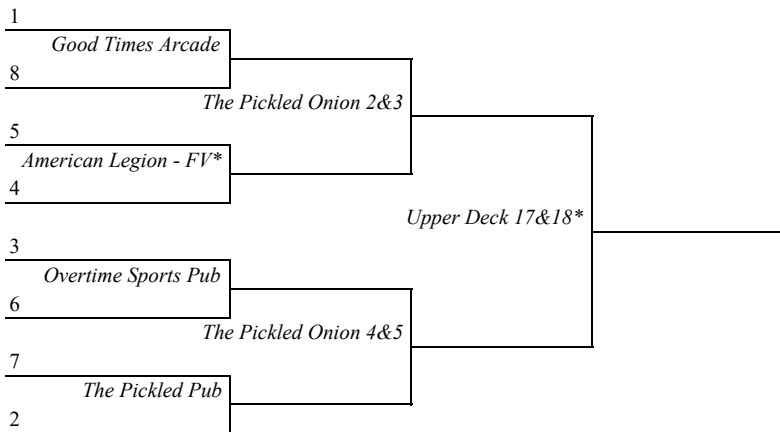 1
Good Times Arcade
8
The Pickled Onion 2&3
5
American Legion - FV*
4
Upper Deck 17&18*
3
Overtime Sports Pub
6
The Pickled Onion 4&5
7
The Pickled Pub
2